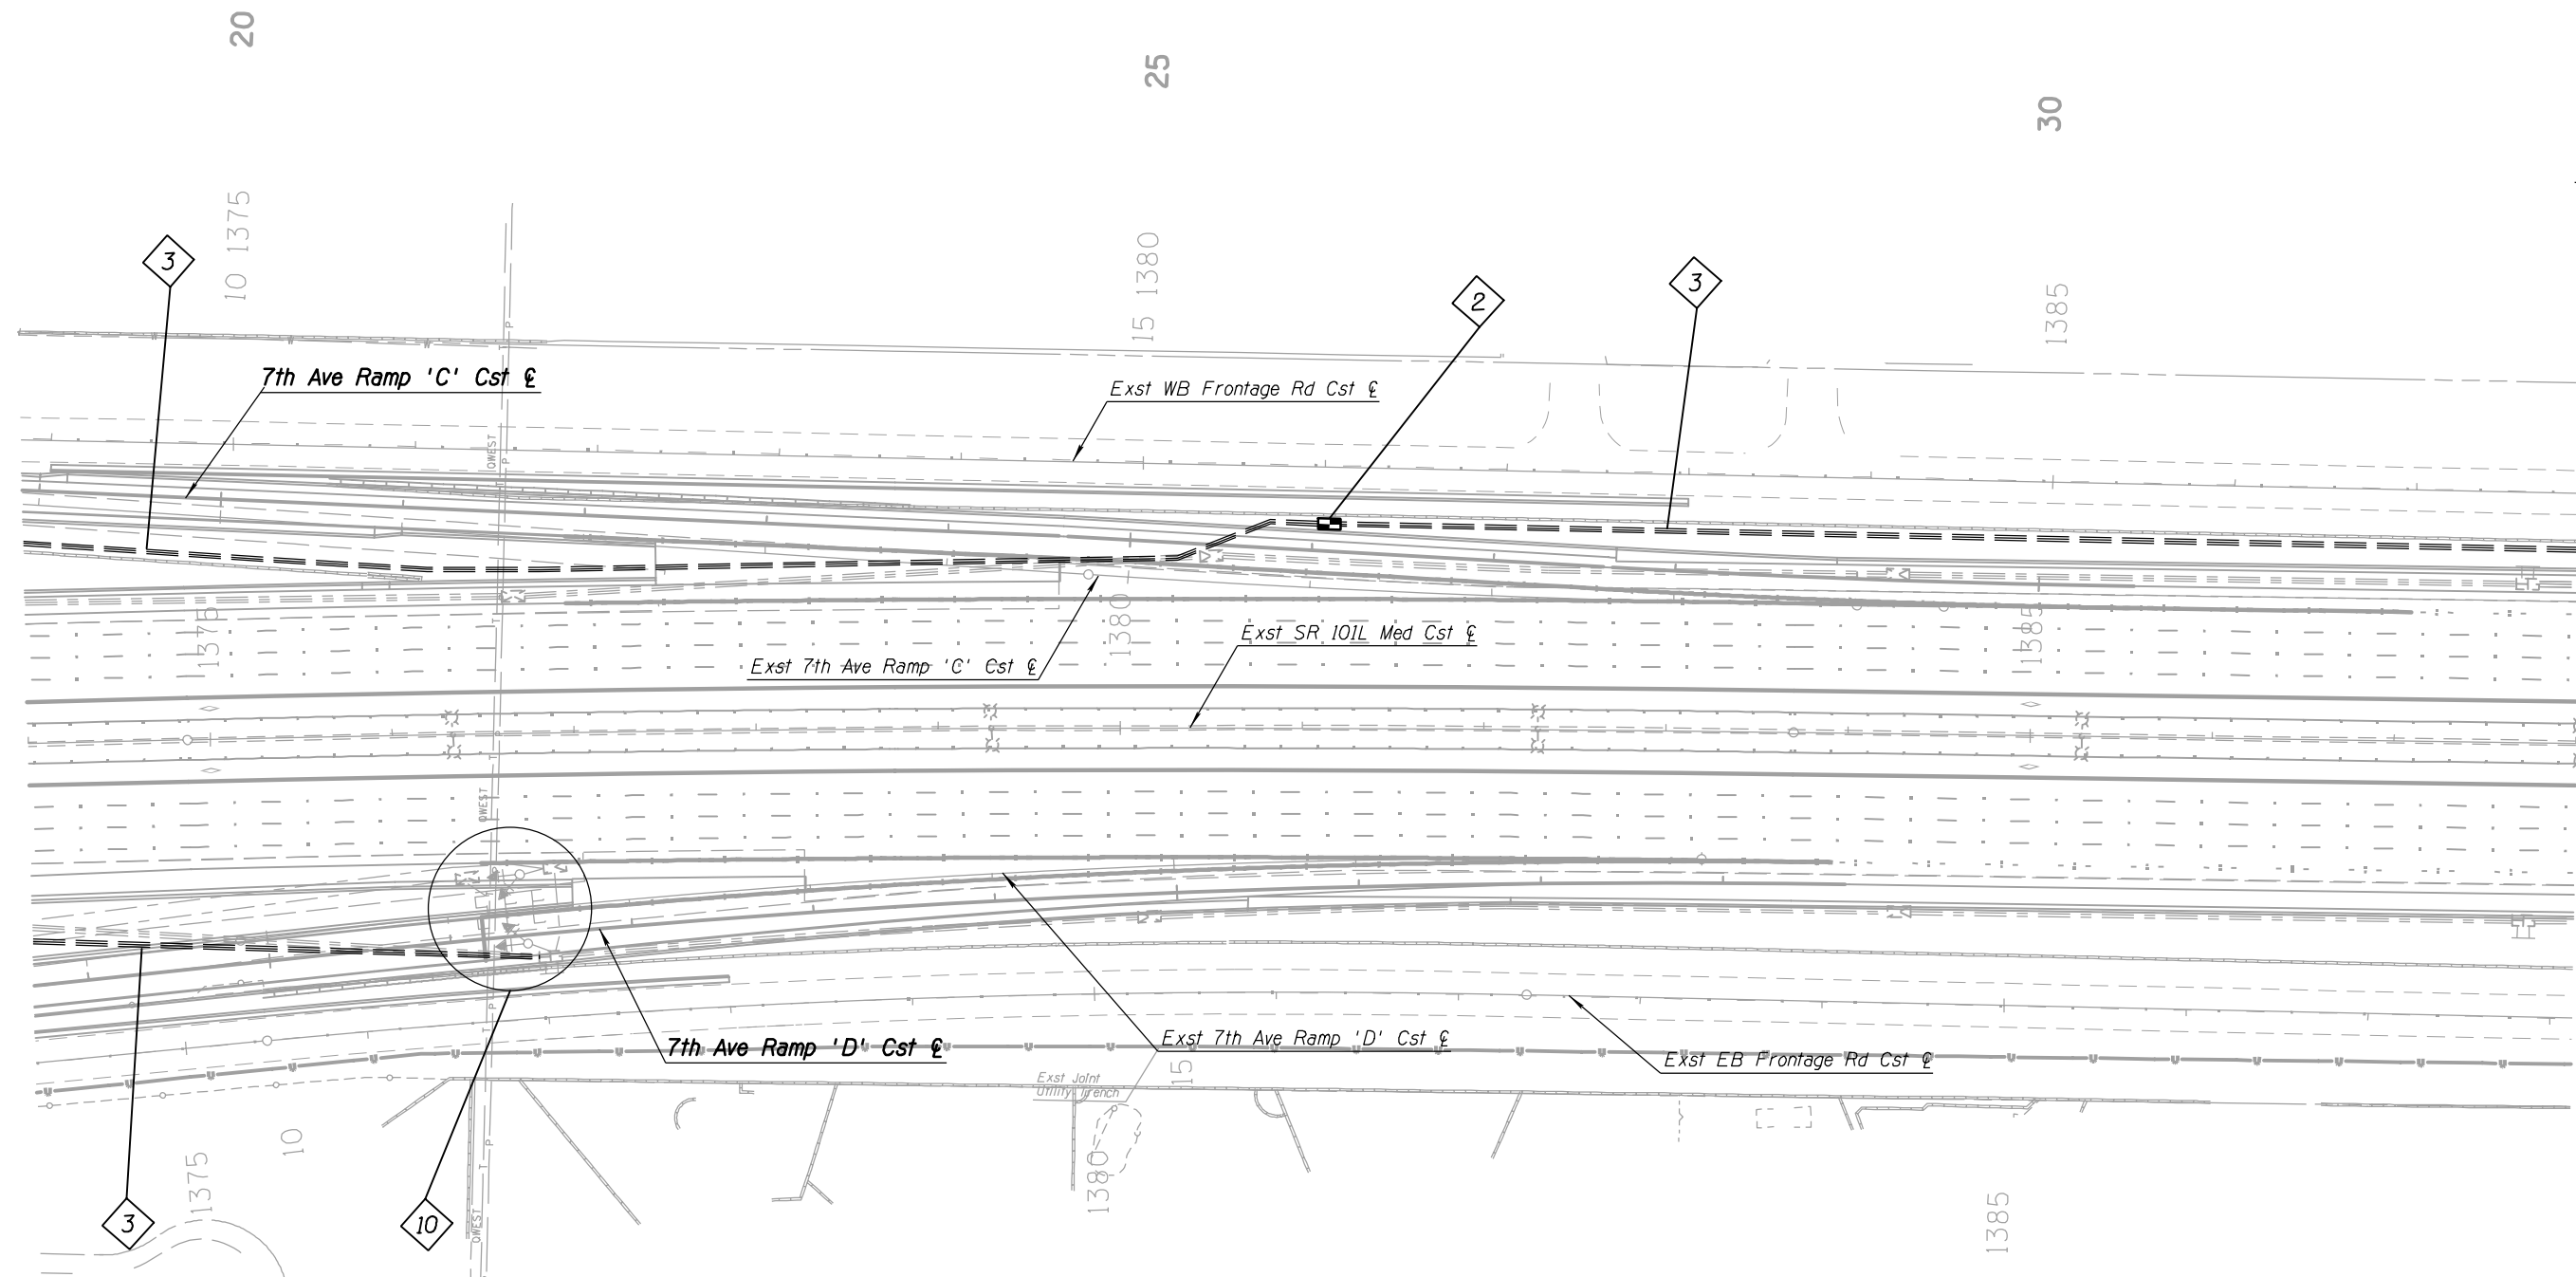 20
25
30
10 1375
15 1380
1385
3
2
3
7th Ave Ramp 'C' Cst ℄
Exst WB Frontage Rd Cst ℄
P
T
QWEST
P
T
1375
1380
1385
Exst SR 101L Med Cst ℄
Exst 7th Ave Ramp 'C' Cst ℄
T
P
T
QWEST
7th Ave Ramp 'D' Cst ℄
Exst 7th Ave Ramp 'D' Cst ℄
Exst EB Frontage Rd Cst ℄
P
T
Exst Joint
Utility Trench
15
10
1375
1380
1385
P
T
QWEST
3
10